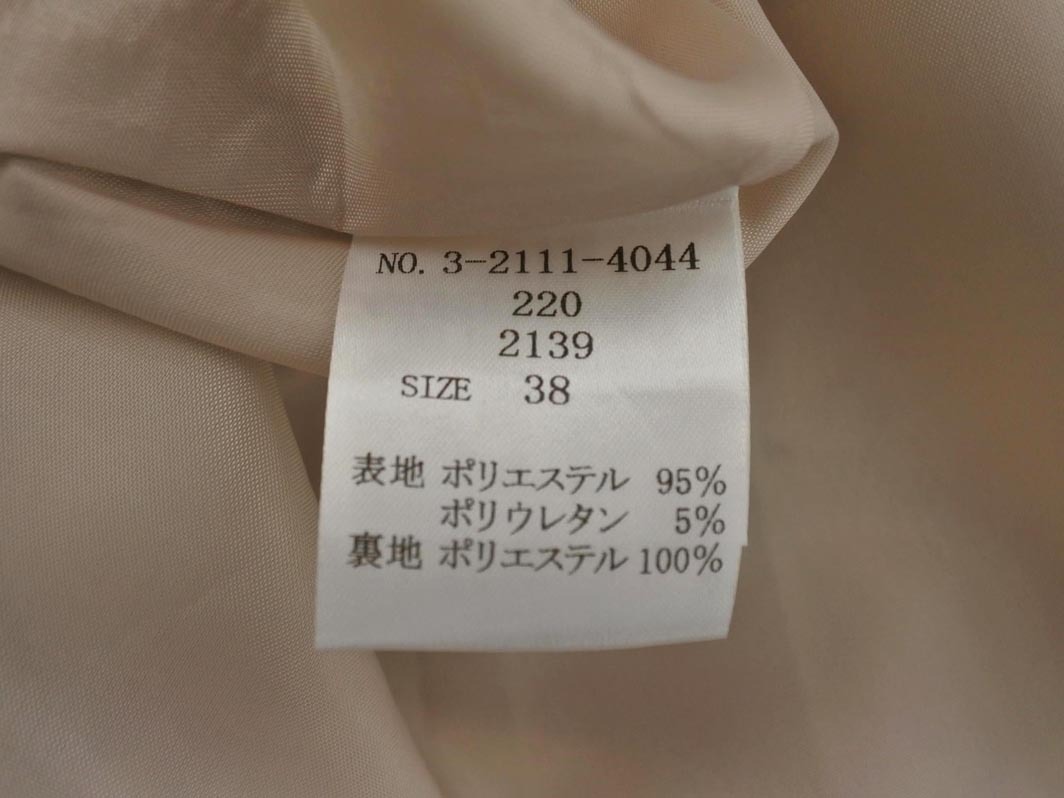 NO. 3-2111-4044
220
2139
SIZE 38
表地 ポリエステル 95%
ポリウレタン 5%
裏地 ポリエステル 100%